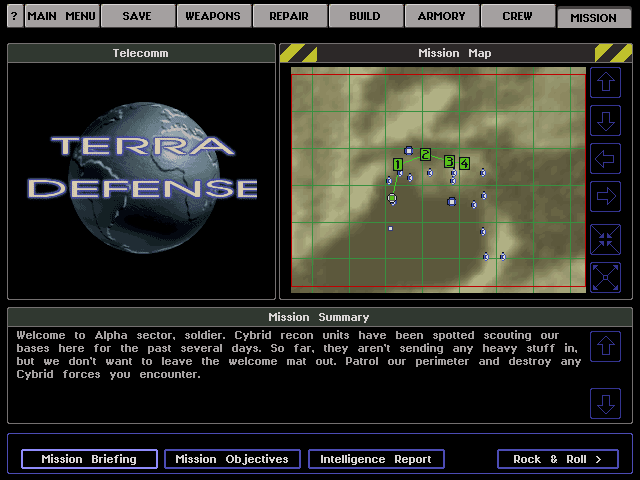 ? MAIN MENU SAVE WEAPONS REPAIR BUILD ARMORY CREW MISSION
Telecomm
TERRA
DEFENSE
Mission Map
1 2 3 4
Mission Summary
Welcome to Alpha sector, soldier. Cybrid recon units have been spotted scouting our
bases here for the past several days. So far, they aren't sending any heavy stuff in,
but we don't want to leave the welcome mat out. Patrol our perimeter and destroy any
Cybrid forces you encounter.
Mission Briefing Mission Objectives Intelligence Report Rock & Roll >